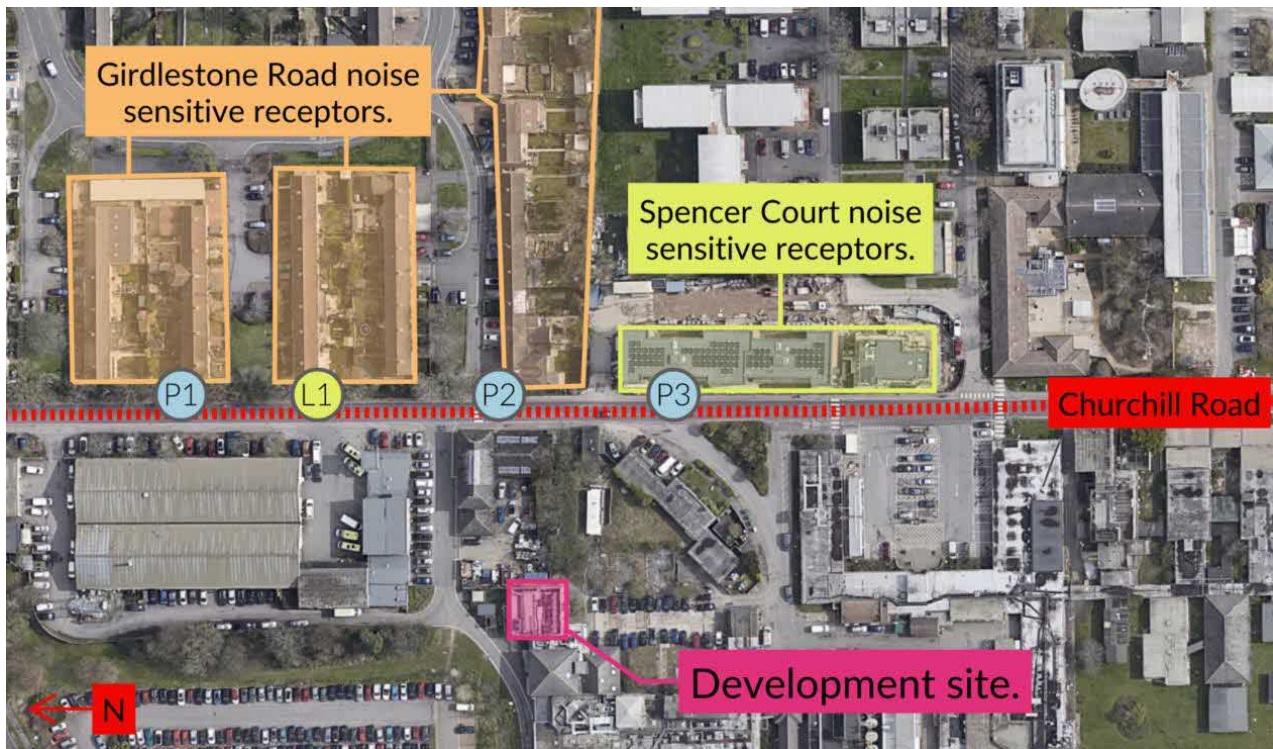 Girdlestone Road noise
sensitive receptors.
Spencer Court noise
sensitive receptors.
P1
L1
P2
P3
Churchill Road
Development site.
N